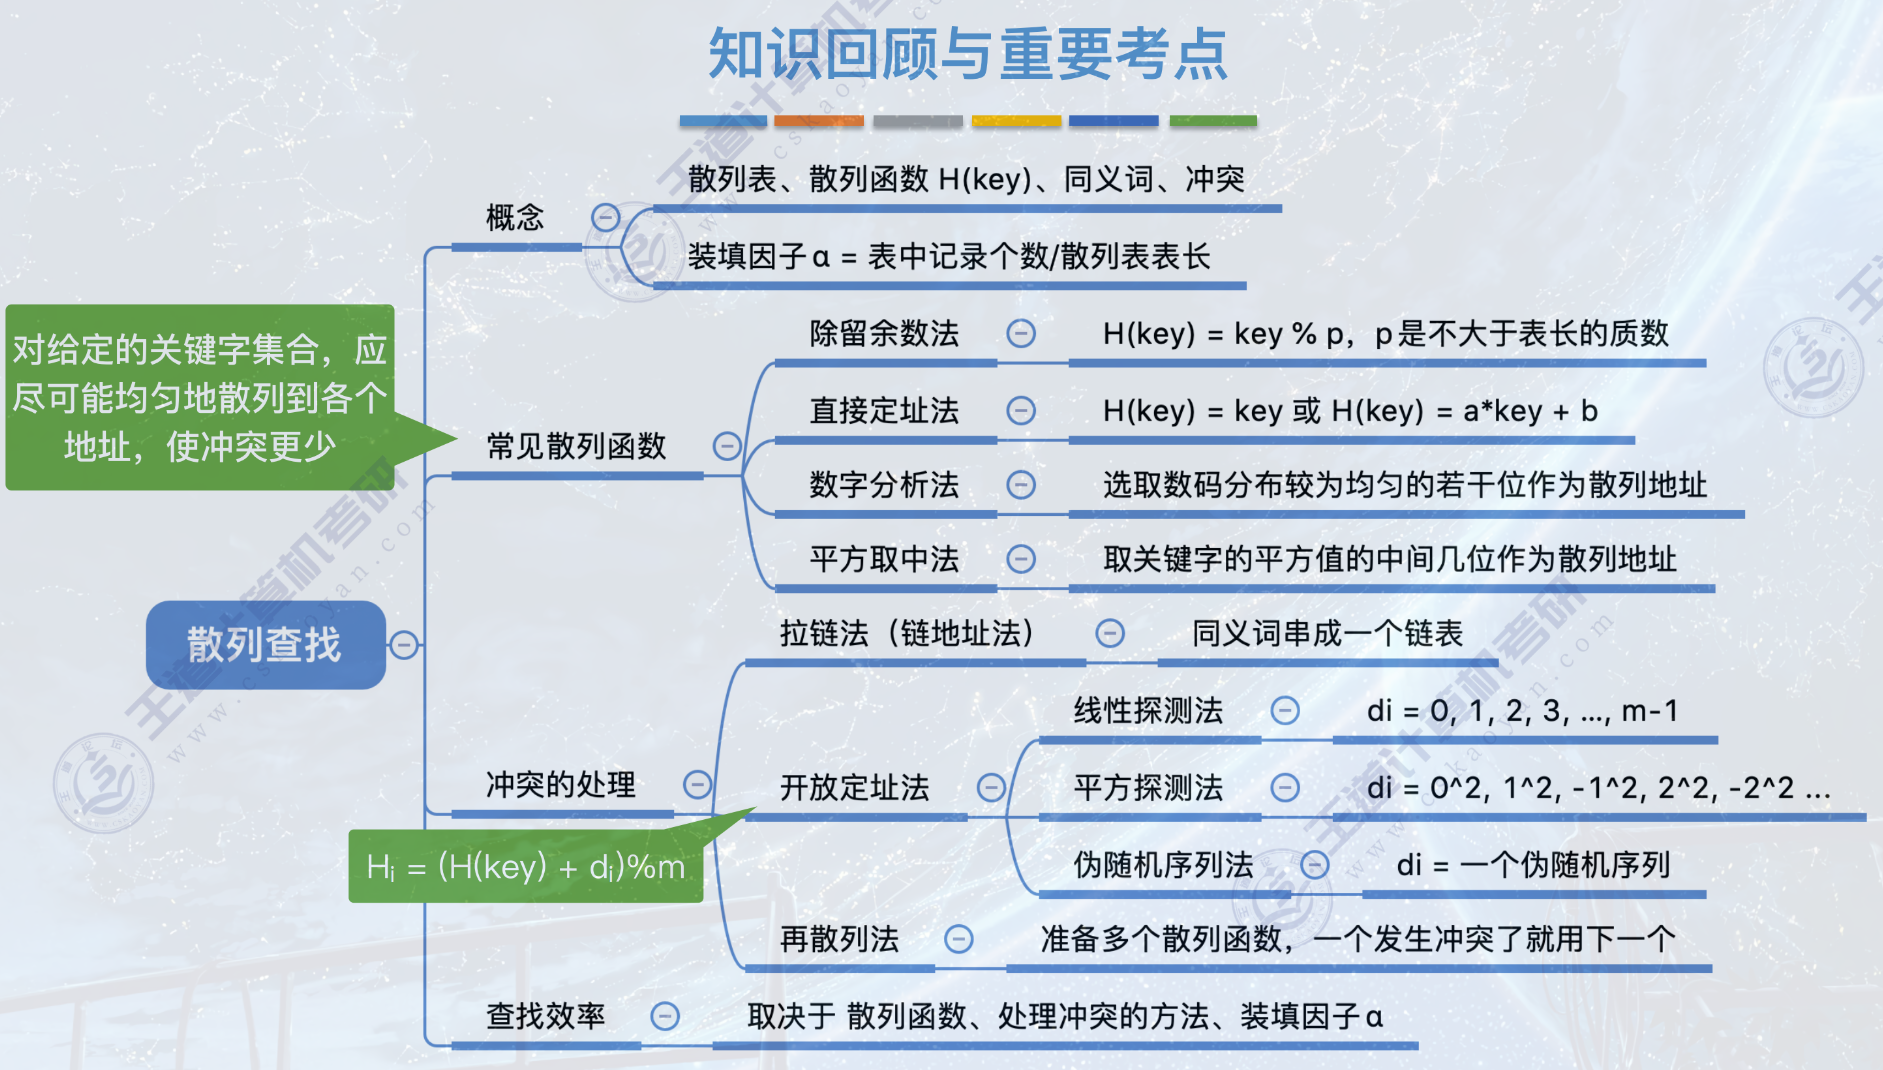 知识回顾与重要考点
散列表、散列函数 H(key)、同义词、冲突
概念
装填因子α = 表中记录个数/散列表表长
对给定的关键字集合，应
尽可能均匀地散列到各个
地址，使冲突更少
除留余数法
H(key) = key % p，p是不大于表长的质数
直接定址法
H(key) = key 或 H(key) = a*key + b
常见散列函数
数字分析法
选取数码分布较为均匀的若干位作为散列地址
平方取中法
取关键字的平方值的中间几位作为散列地址
散列查找
拉链法（链地址法）
同义词串成一个链表
线性探测法
di = 0, 1, 2, 3, ..., m-1
冲突的处理
开放定址法
平方探测法
di = 0^2, 1^2, -1^2, 2^2, -2^2 ...
Hᵢ = (H(key) + dᵢ)%m
伪随机序列法
di = 一个伪随机序列
再散列法
准备多个散列函数，一个发生冲突了就用下一个
查找效率
取决于 散列函数、处理冲突的方法、装填因子α
王道计算机考研
www.cskaoyan.com
王道计算机考研
www.cskaoyan.com